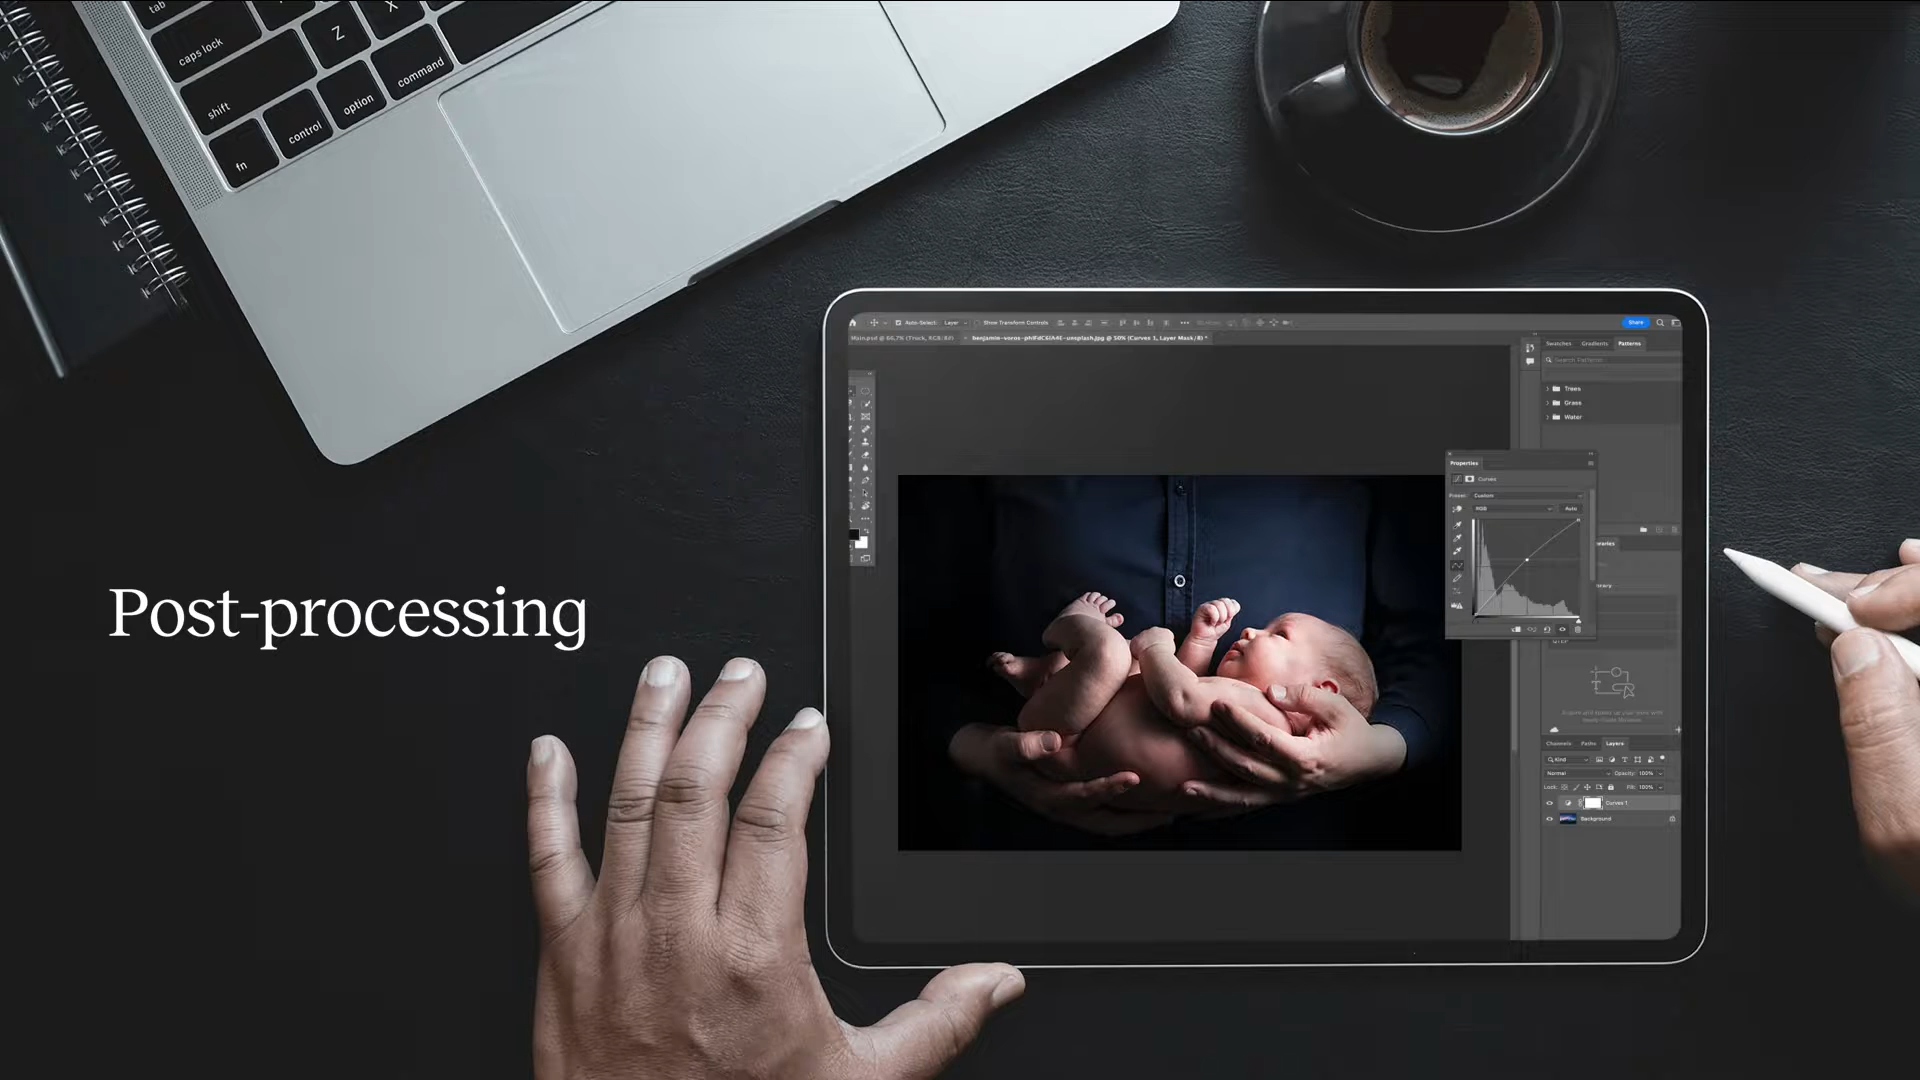 tab
caps lock
Z
X
shift
command
option
control
fn
Auto-Select: Layer
Show Transform Controls
Share
Swatches Gradients Patterns
Search Patterns
Trees
Grass
Water
Properties
Curves
Preset: Custom
RGB
Auto
Post-processing
Channels Paths Layers
Kind
Normal
Opacity: 100%
Lock:
Fill: 100%
Curves 1
Background